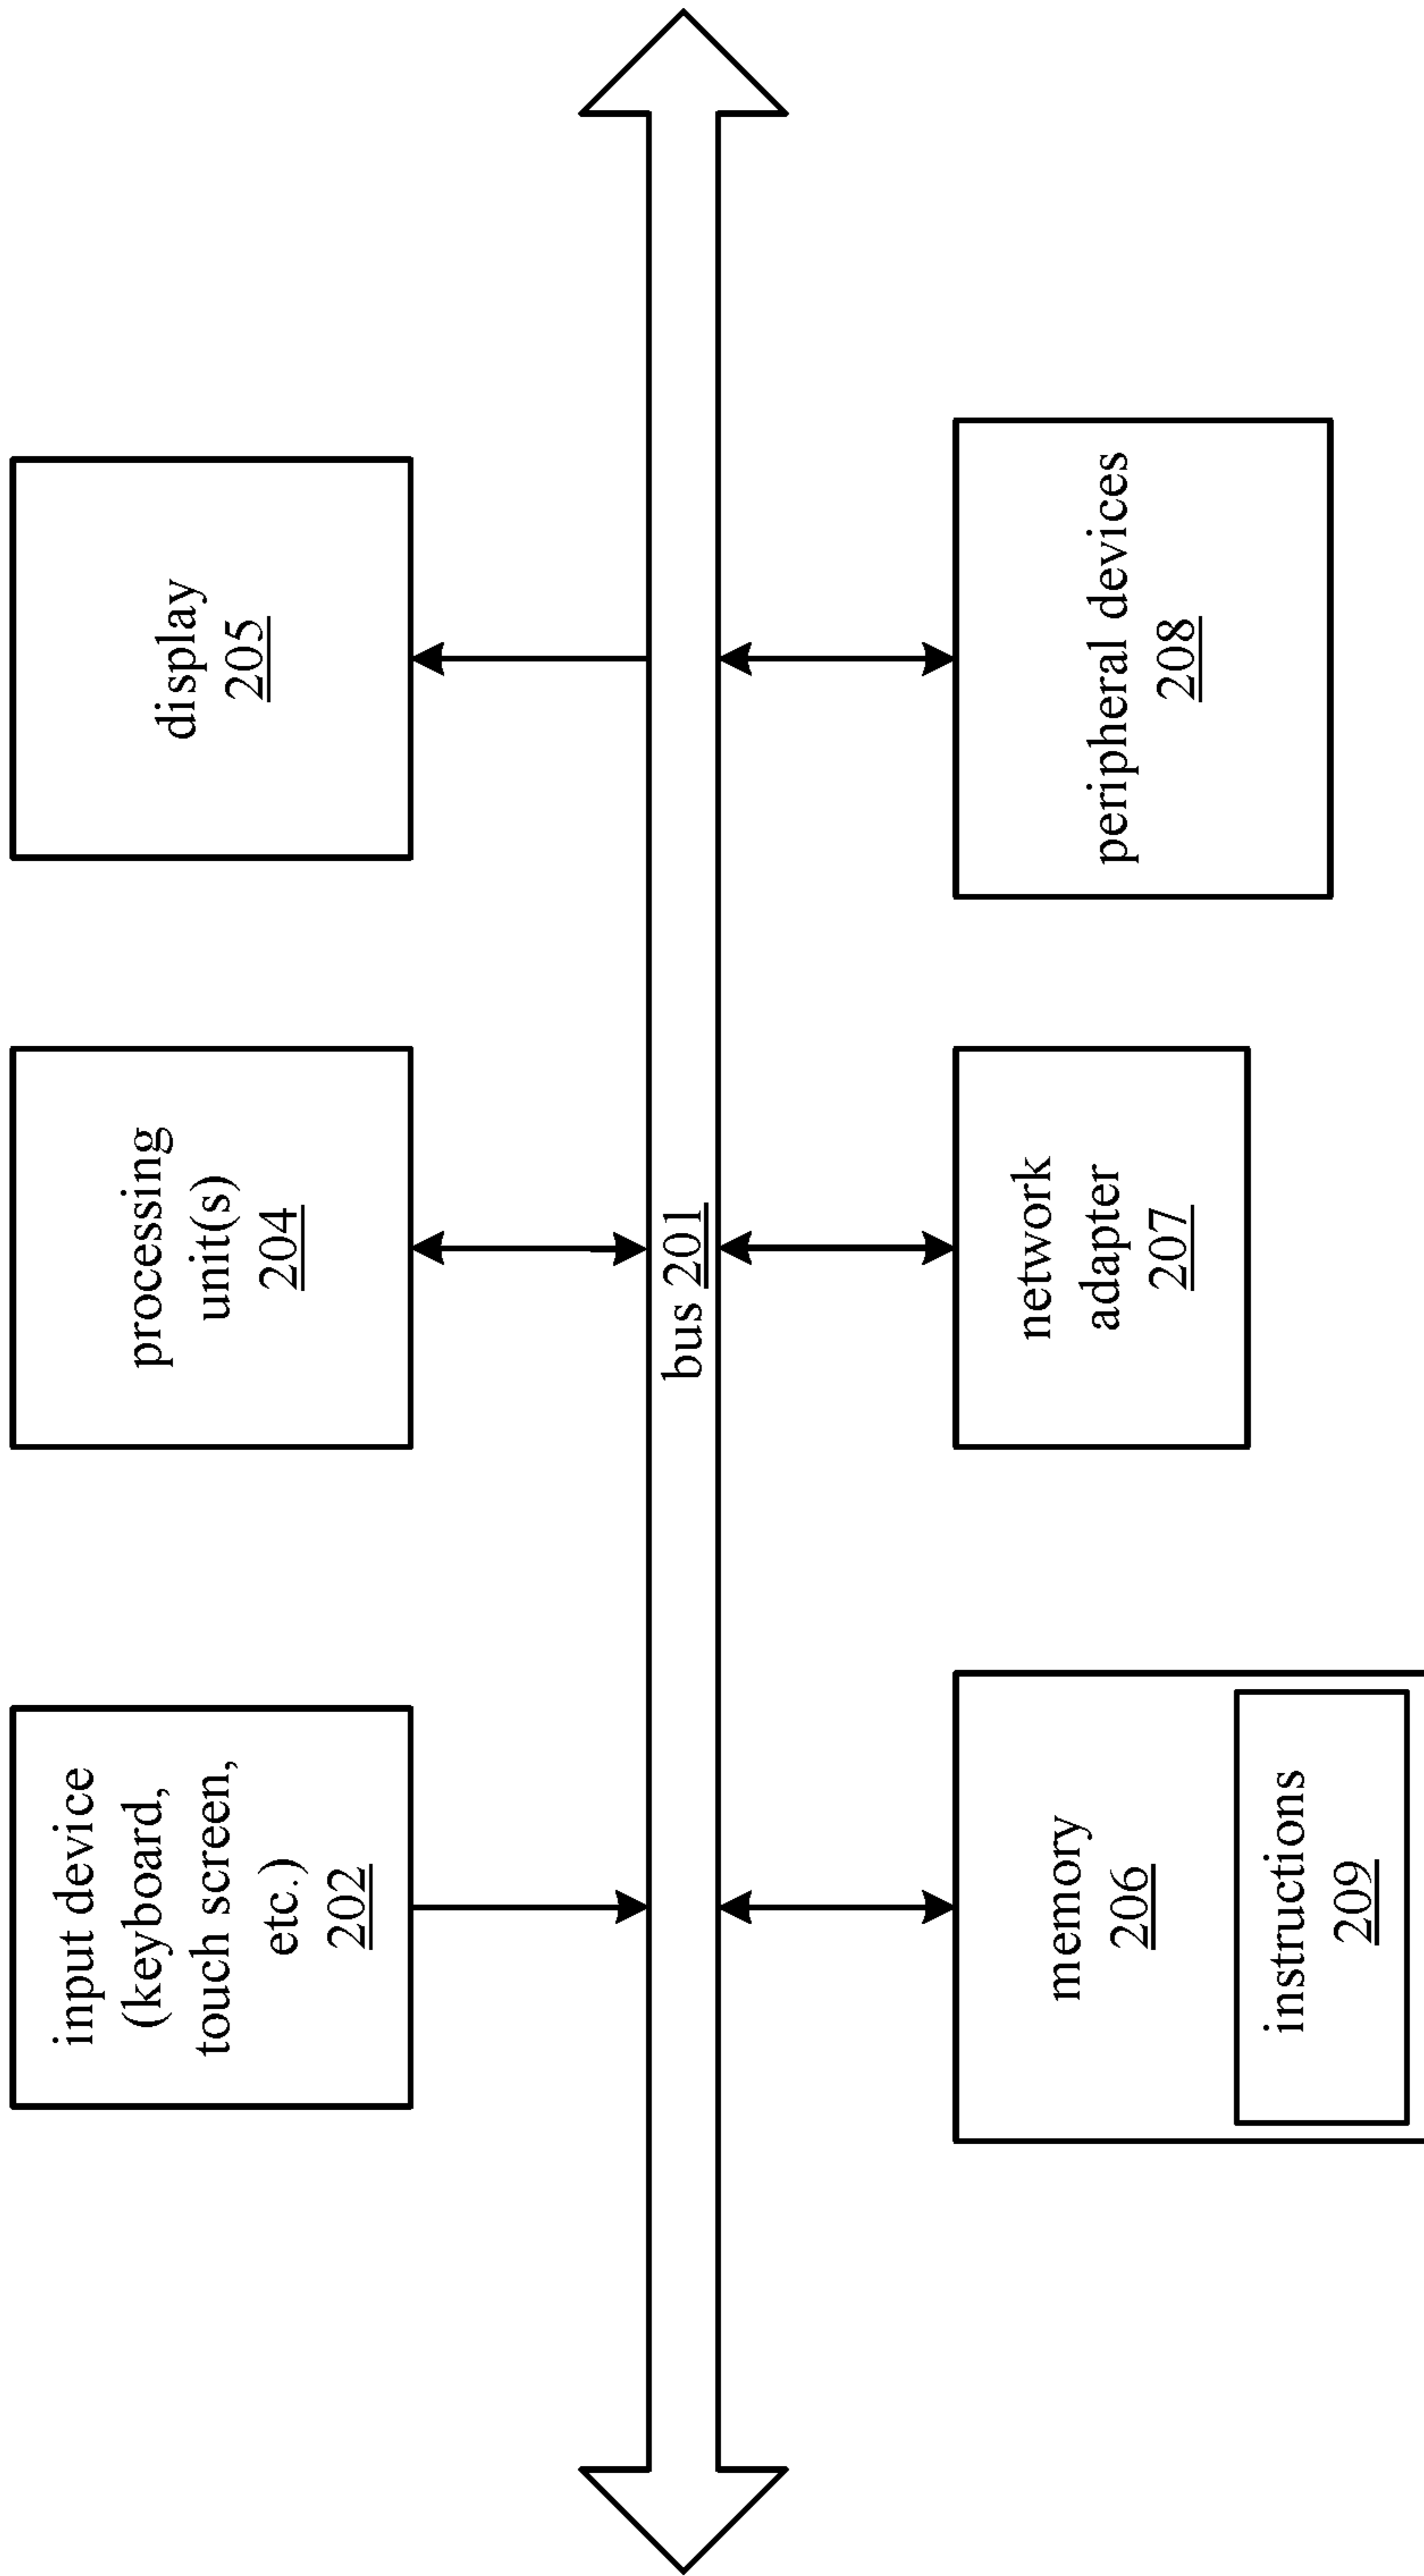 input device
(keyboard,
touch screen,
etc.)
202
processing
unit(s)
204
display
205
bus 201
memory
206
instructions
209
network
adapter
207
peripheral devices
208